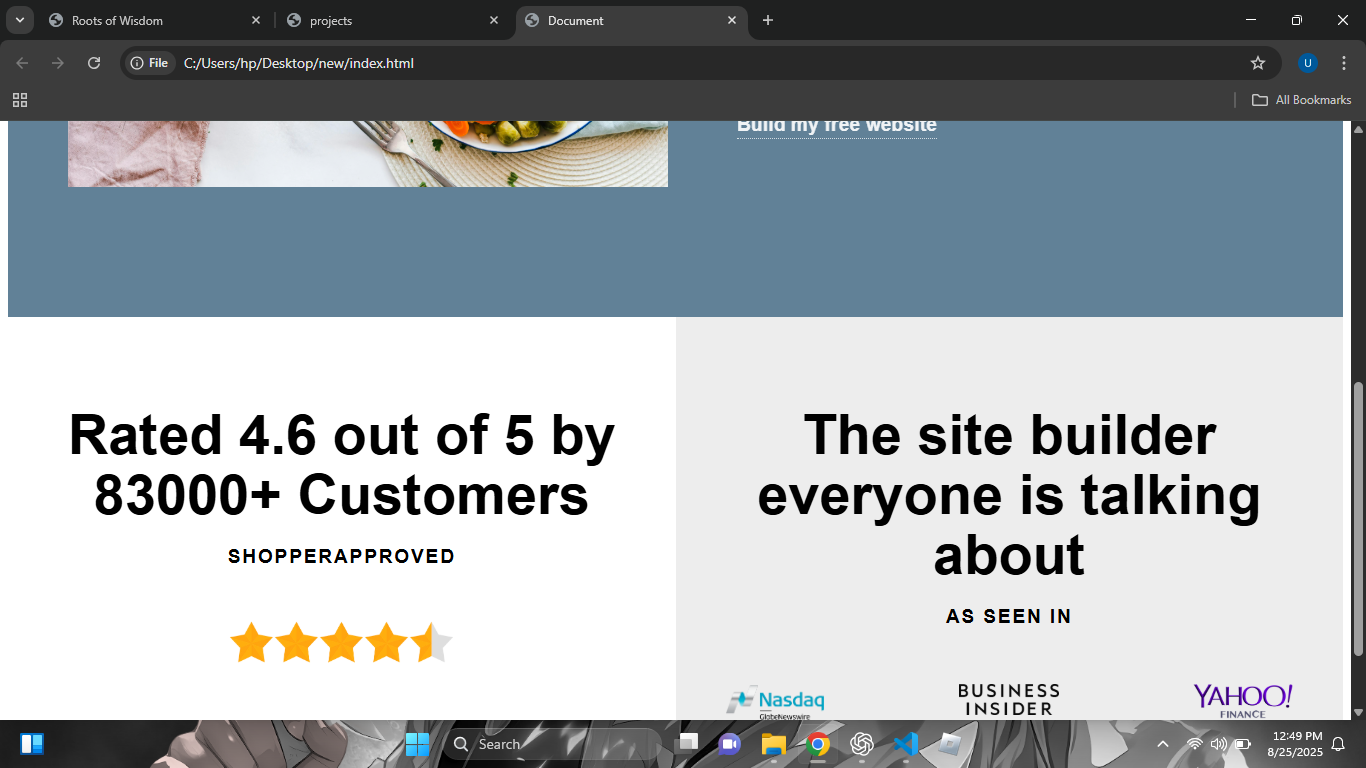 Roots of Wisdom
projects
Document
File
C:/Users/hp/Desktop/new/index.html
U
All Bookmarks
Build my free website
Rated 4.6 out of 5 by
83000+ Customers
SHOPPERAPPROVED
The site builder
everyone is talking
about
AS SEEN IN
Nasdaq
GlobeNewswire
BUSINESS
INSIDER
YAHOO!
FINANCE
Search
12:49 PM
8/25/2025